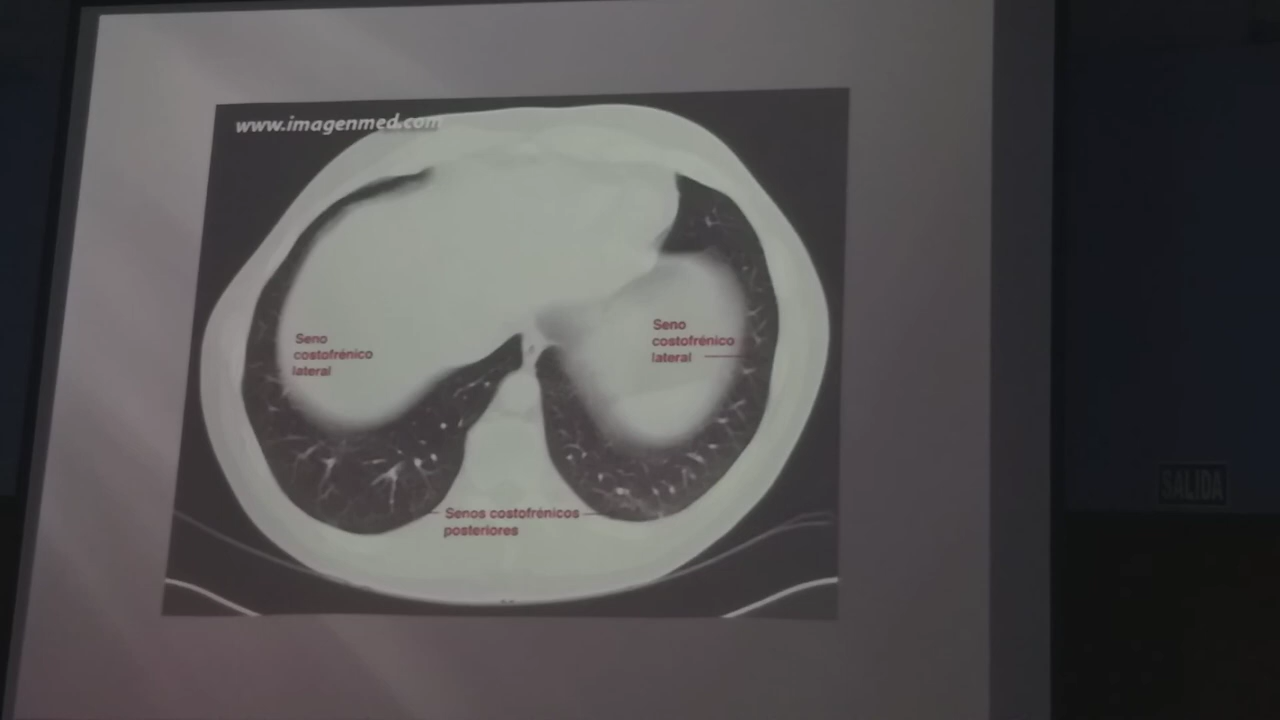 www.imagenmed.com
Seno
costofrénico
lateral
Seno
costofrénico
lateral
Senos costofrénicos
posteriores
SALIDA